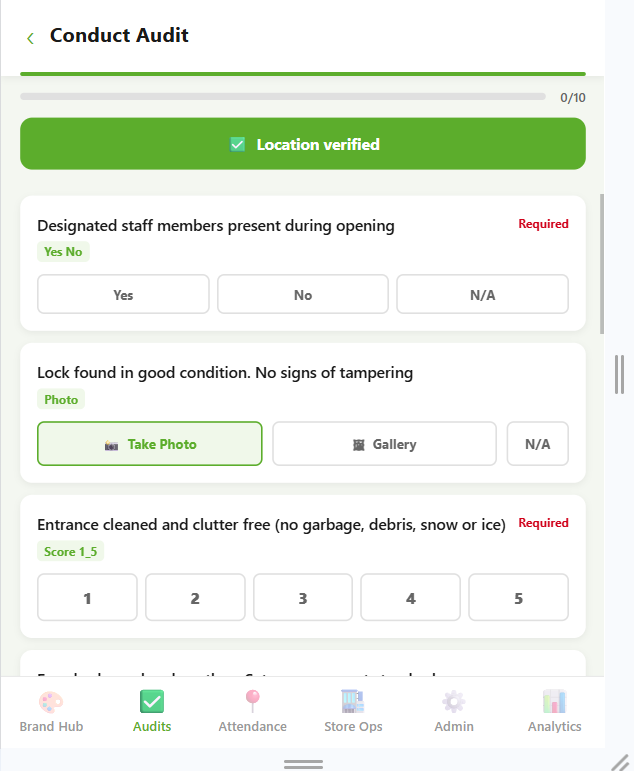 Conduct Audit
0/10
Location verified
Designated staff members present during opening
Required
Yes No
Yes
No
N/A
Lock found in good condition. No signs of tampering
Photo
Take Photo
Gallery
N/A
Entrance cleaned and clutter free (no garbage, debris, snow or ice)
Required
Score 1_5
1
2
3
4
5
Brand Hub
Audits
Attendance
Store Ops
Admin
Analytics